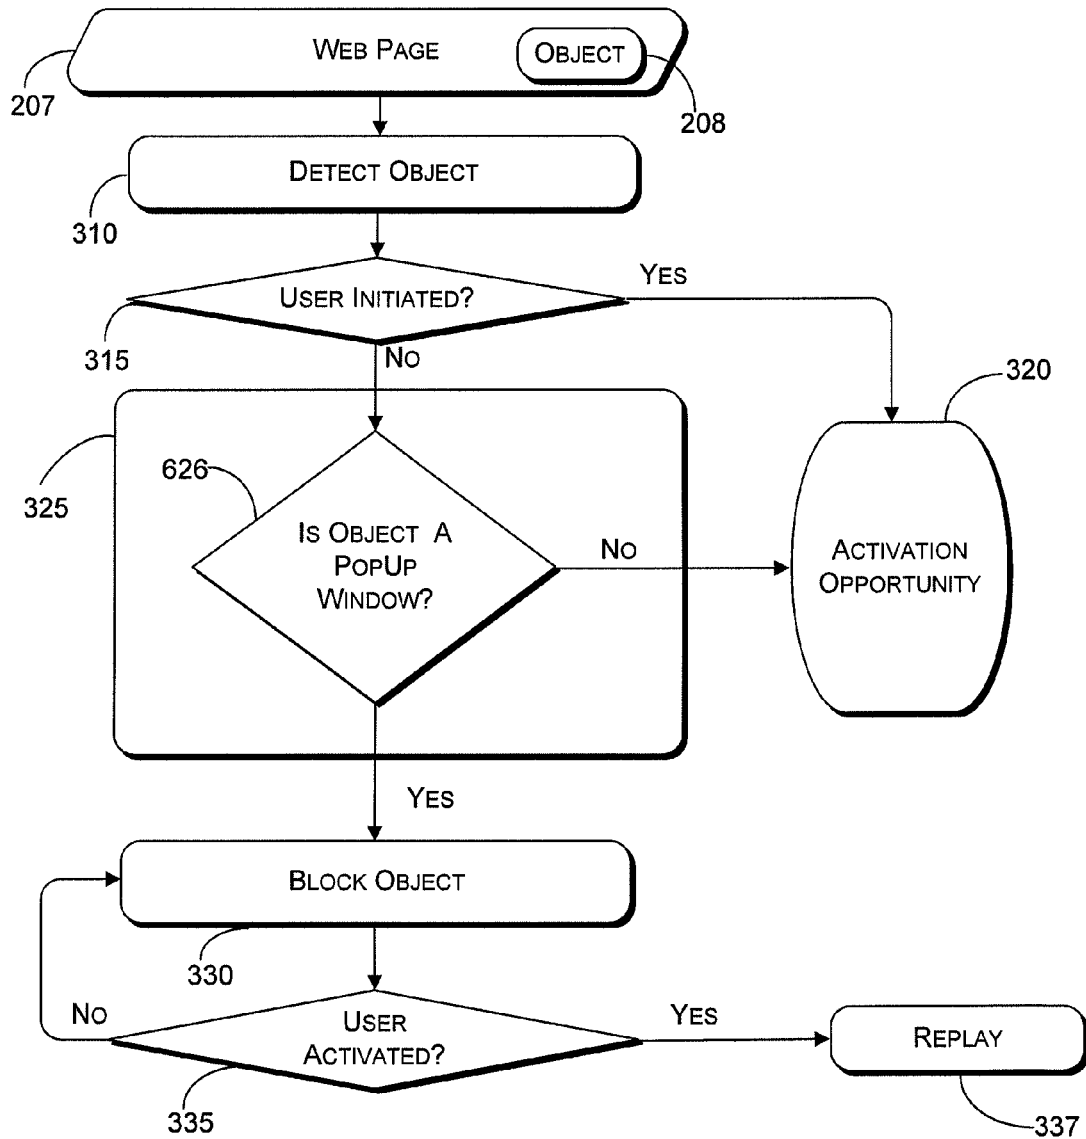 WEB PAGE
OBJECT
207
208
DETECT OBJECT
310
USER INITIATED?
YES
315
NO
320
325
626
IS OBJECT A
POPUP
WINDOW?
NO
ACTIVATION
OPPORTUNITY
YES
BLOCK OBJECT
330
NO
USER
ACTIVATED?
YES
REPLAY
335
337